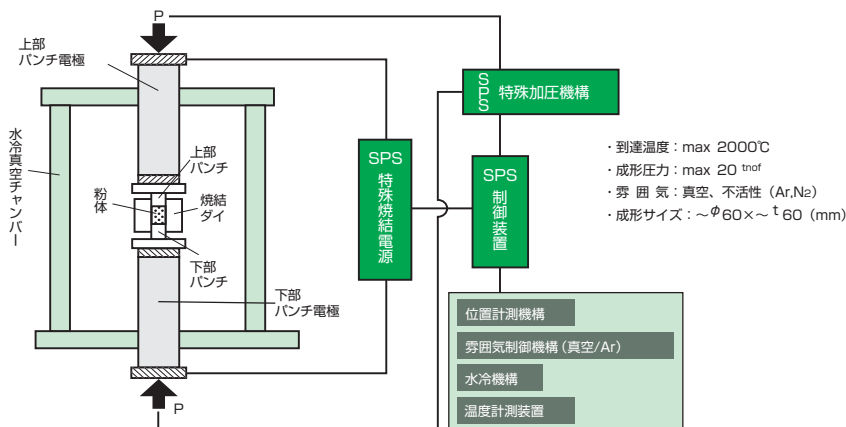 P
上部
パンチ電極
水冷真空チャンバー
上部
パンチ
粉体
焼結
ダイ
下部
パンチ
下部
パンチ電極
P
SPS
特殊焼結電源
SPS 特殊加圧機構
SPS
制御装置
位置計測機構
雰囲気制御機構(真空/Ar)
水冷機構
温度計測装置
・到達温度：max 2000℃
・成形圧力：max 20 tnof
・雰 囲 気：真空、不活性（Ar,N2）
・成形サイズ：～φ60×～ t 60（mm）